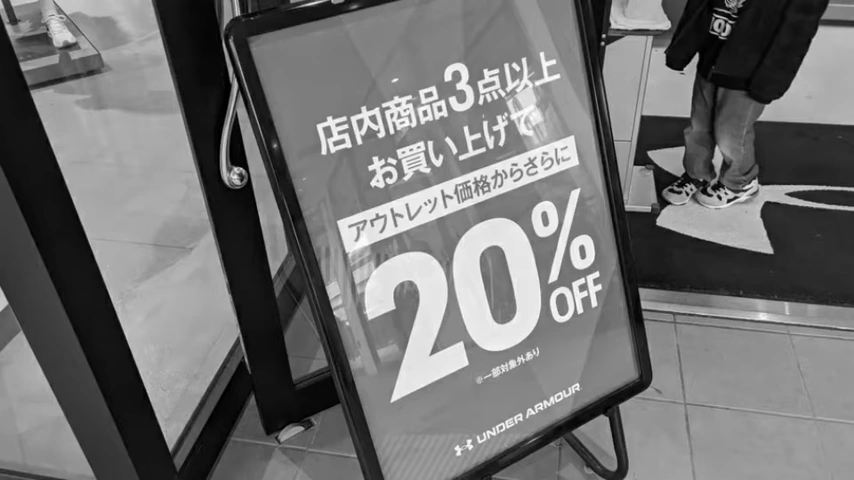 店内商品3点以上
お買い上げで
アウトレット価格からさらに
20%OFF
※一部対象外あり
UNDER ARMOUR